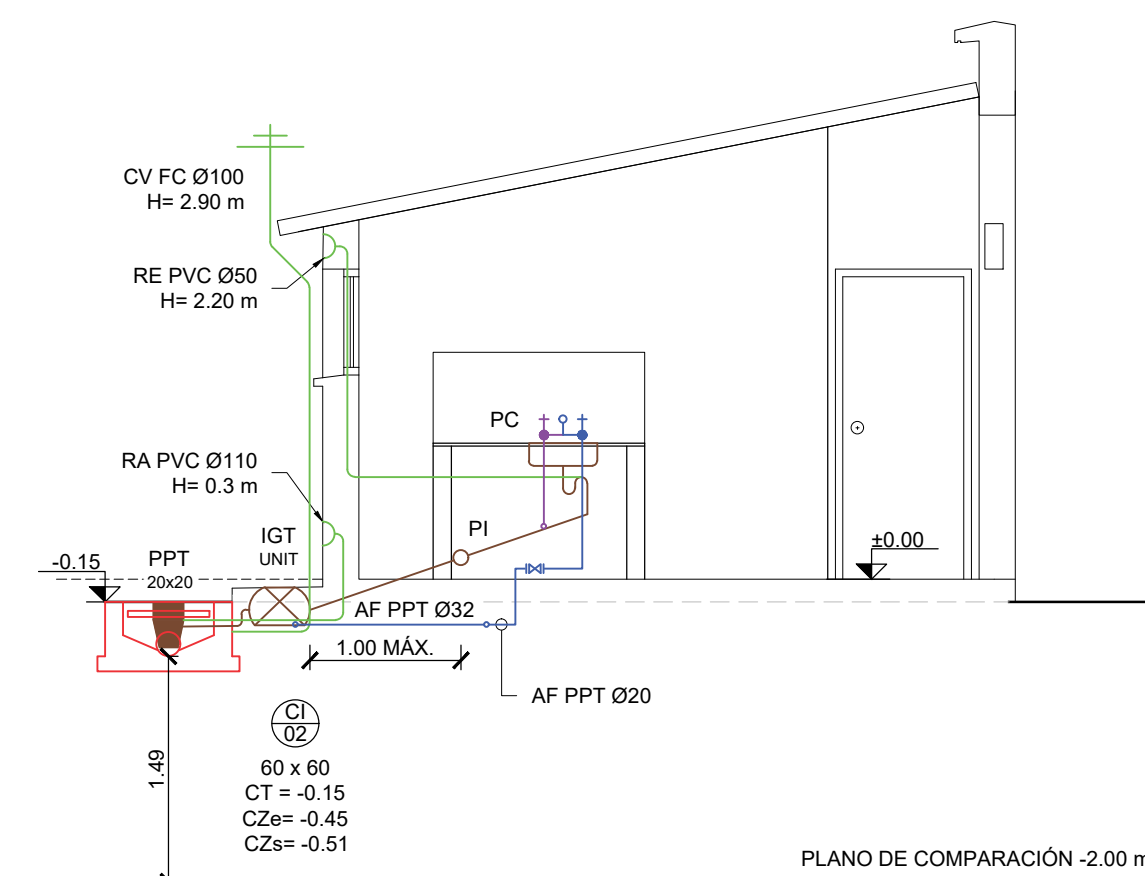 CV FC Ø100
H= 2.90 m
RE PVC Ø50
H= 2.20 m
PC
RA PVC Ø110
H= 0.3 m
IGT
UNIT
PI
-0.15
PPT
20x20
±0.00
AF PPT Ø32
1.00 MÁX.
AF PPT Ø20
CI
02
1.49
60 x 60
CT = -0.15
CZe= -0.45
CZs= -0.51
PLANO DE COMPARACIÓN -2.00 m